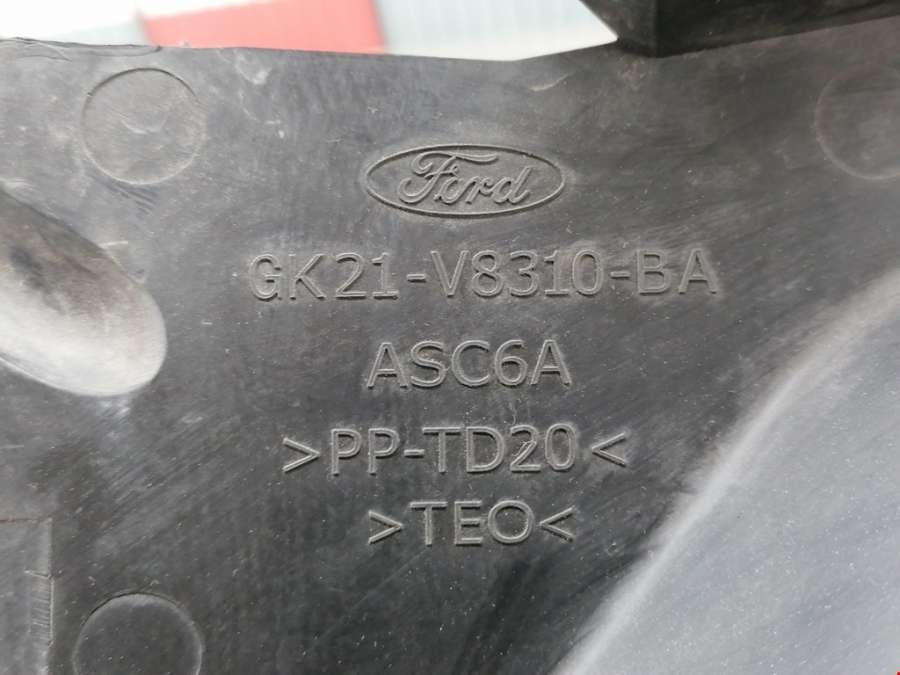 Ford
GK21-V8310-BA
ASC6A
>PP-TD20<
>TEO<